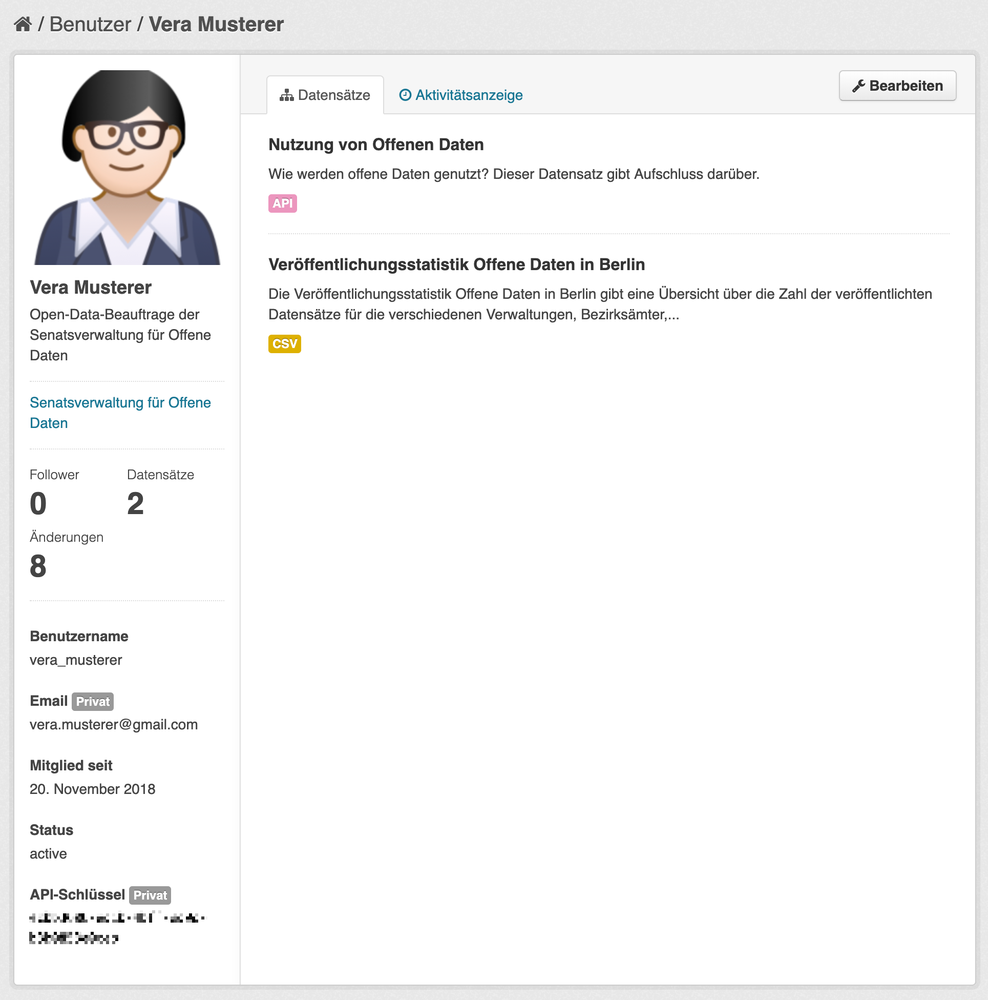 / Benutzer / Vera Musterer
Datensätze
Aktivitätsanzeige
Bearbeiten
Vera Musterer
Open-Data-Beauftrage der
Senatsverwaltung für Offene
Daten
Senatsverwaltung für Offene
Daten
Follower
Datensätze
0
2
Änderungen
8
Benutzername
vera_musterer
Email Privat
vera.musterer@gmail.com
Mitglied seit
20. November 2018
Status
active
API-Schlüssel Privat
Nutzung von Offenen Daten
Wie werden offene Daten genutzt? Dieser Datensatz gibt Aufschluss darüber.
API
Veröffentlichungsstatistik Offene Daten in Berlin
Die Veröffentlichungsstatistik Offene Daten in Berlin gibt eine Übersicht über die Zahl der veröffentlichten
Datensätze für die verschiedenen Verwaltungen, Bezirksämter,...
CSV